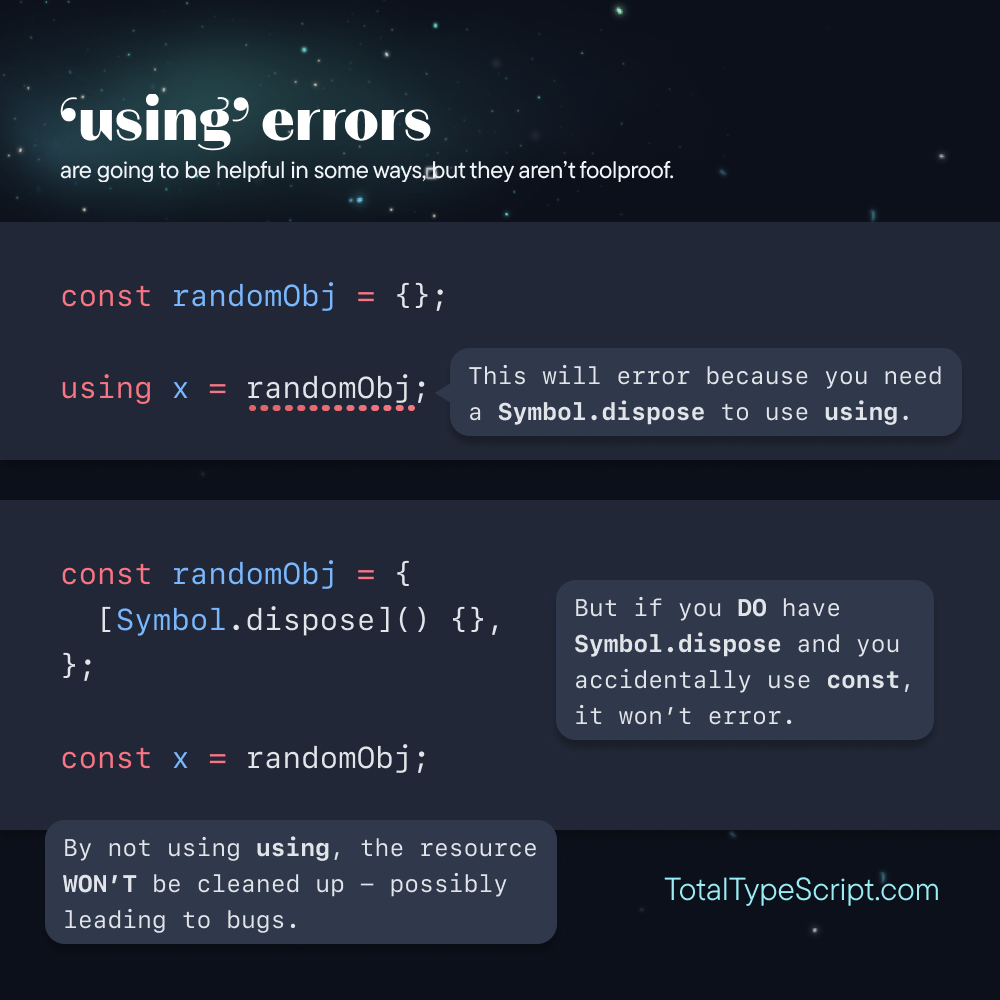 ‘using’ errors
are going to be helpful in some ways, but they aren’t foolproof.
const randomObj = {};
using x = randomObj;
This will error because you need
a Symbol.dispose to use using.
const randomObj = {
  [Symbol.dispose]() {},
};
const x = randomObj;
But if you DO have
Symbol.dispose and you
accidentally use const,
it won’t error.
By not using using, the resource
WON’T be cleaned up – possibly
leading to bugs.
TotalTypeScript.com